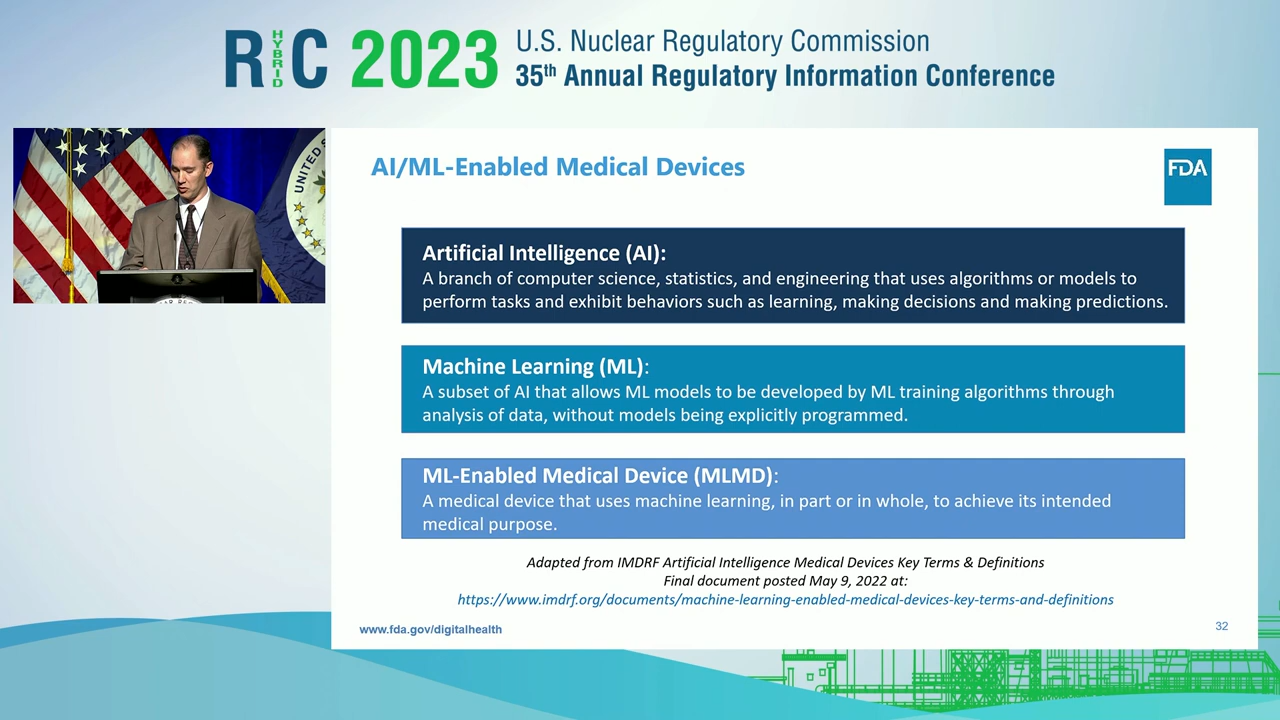 RIC HYBRID 2023
U.S. Nuclear Regulatory Commission
35th Annual Regulatory Information Conference
UNITED S
AI/ML-Enabled Medical Devices
FDA
Artificial Intelligence (AI):
A branch of computer science, statistics, and engineering that uses algorithms or models to
perform tasks and exhibit behaviors such as learning, making decisions and making predictions.
Machine Learning (ML):
A subset of AI that allows ML models to be developed by ML training algorithms through
analysis of data, without models being explicitly programmed.
ML-Enabled Medical Device (MLMD):
A medical device that uses machine learning, in part or in whole, to achieve its intended
medical purpose.
Adapted from IMDRF Artificial Intelligence Medical Devices Key Terms & Definitions
Final document posted May 9, 2022 at:
https://www.imdrf.org/documents/machine-learning-enabled-medical-devices-key-terms-and-definitions
www.fda.gov/digitalhealth
32